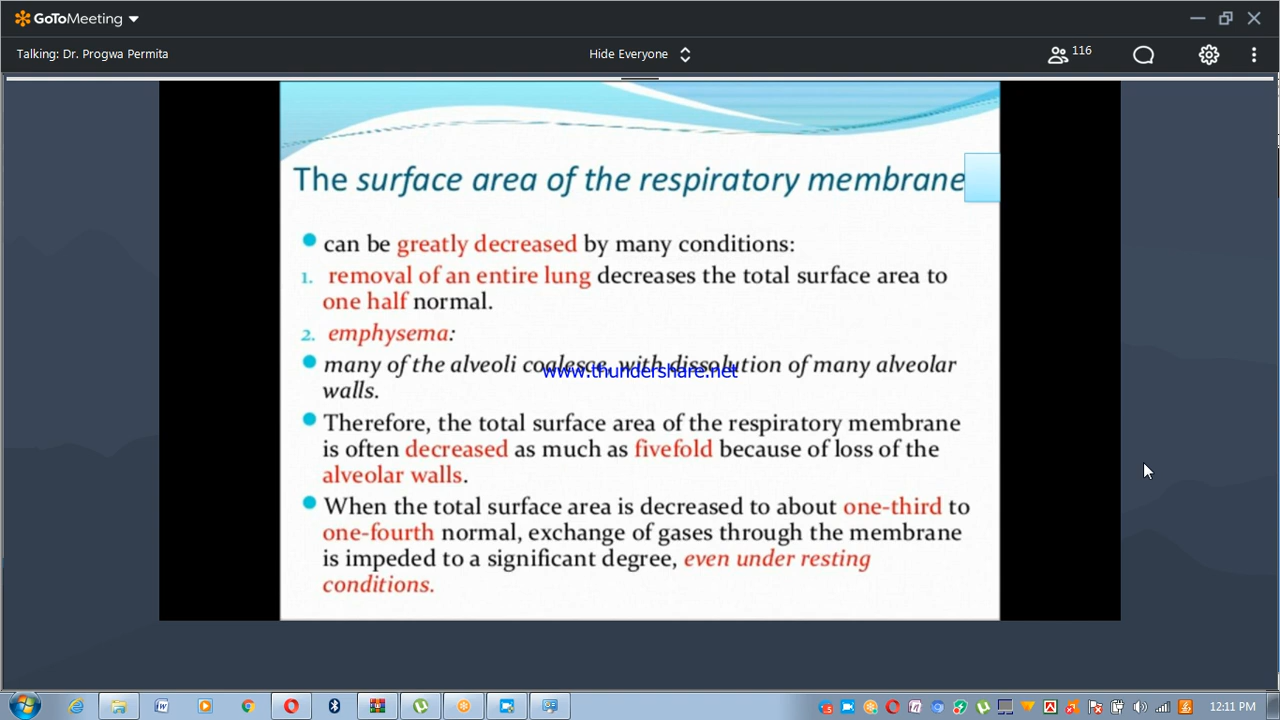 GoToMeeting
Talking: Dr. Progwa Permita
Hide Everyone
116
The surface area of the respiratory membrane
can be greatly decreased by many conditions:
1. removal of an entire lung decreases the total surface area to
one half normal.
2. emphysema:
many of the alveoli coalesce, with dissolution of many alveolar
www.thundershare.net
walls.
Therefore, the total surface area of the respiratory membrane
is often decreased as much as fivefold because of loss of the
alveolar walls.
When the total surface area is decreased to about one-third to
one-fourth normal, exchange of gases through the membrane
is impeded to a significant degree, even under resting
conditions.
12:11 PM